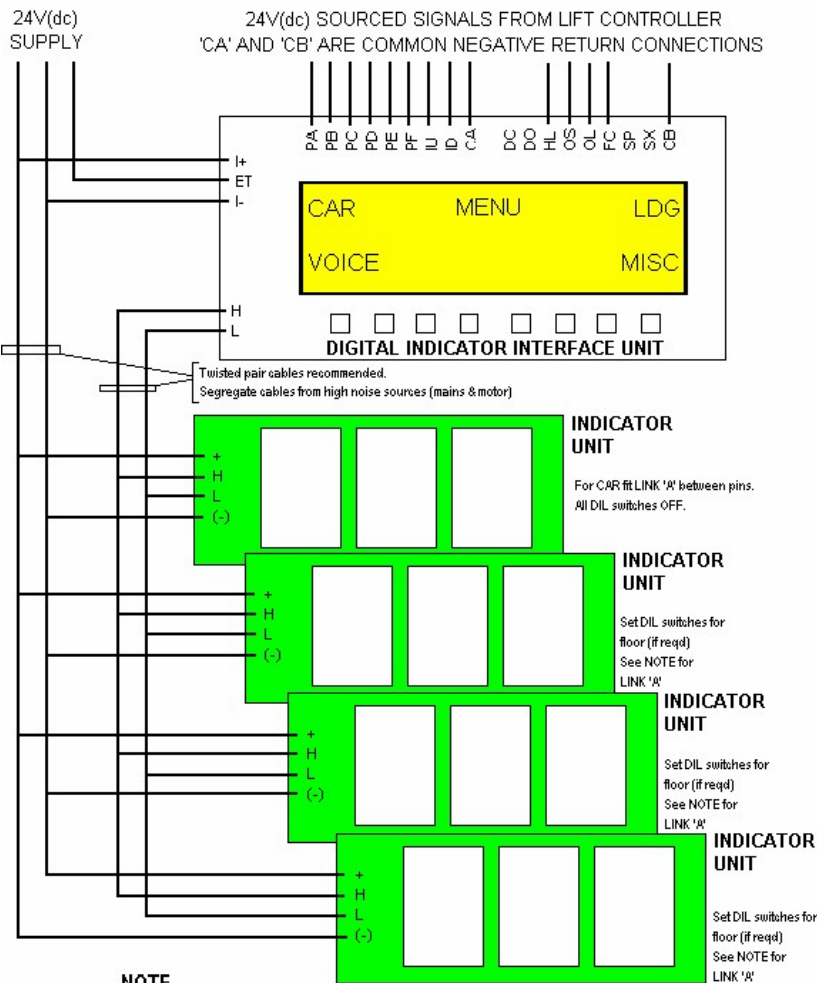 24V(dc)
SUPPLY
24V(dc) SOURCED SIGNALS FROM LIFT CONTROLLER
'CA' AND 'CB' ARE COMMON NEGATIVE RETURN CONNECTIONS
PA PB PC PD PE PF IU ID CA DC DO HL OS OL FC SP SX CB
I+
ET
I-
CAR MENU LDG
VOICE MISC
H
L
DIGITAL INDICATOR INTERFACE UNIT
Twisted pair cables recommended.
Segregate cables from high noise sources (mains & motor)
INDICATOR
UNIT
+
H
L
(-)
For CAR fit LINK 'A' between pins.
All DIL switches OFF.
INDICATOR
UNIT
+
H
L
(-)
Set DIL switches for
floor (if reqd)
See NOTE for
LINK 'A'
INDICATOR
UNIT
+
H
L
(-)
Set DIL switches for
floor (if reqd)
See NOTE for
LINK 'A'
INDICATOR
UNIT
+
H
L
(-)
Set DIL switches for
floor (if reqd)
See NOTE for
LINK 'A'
NOTE